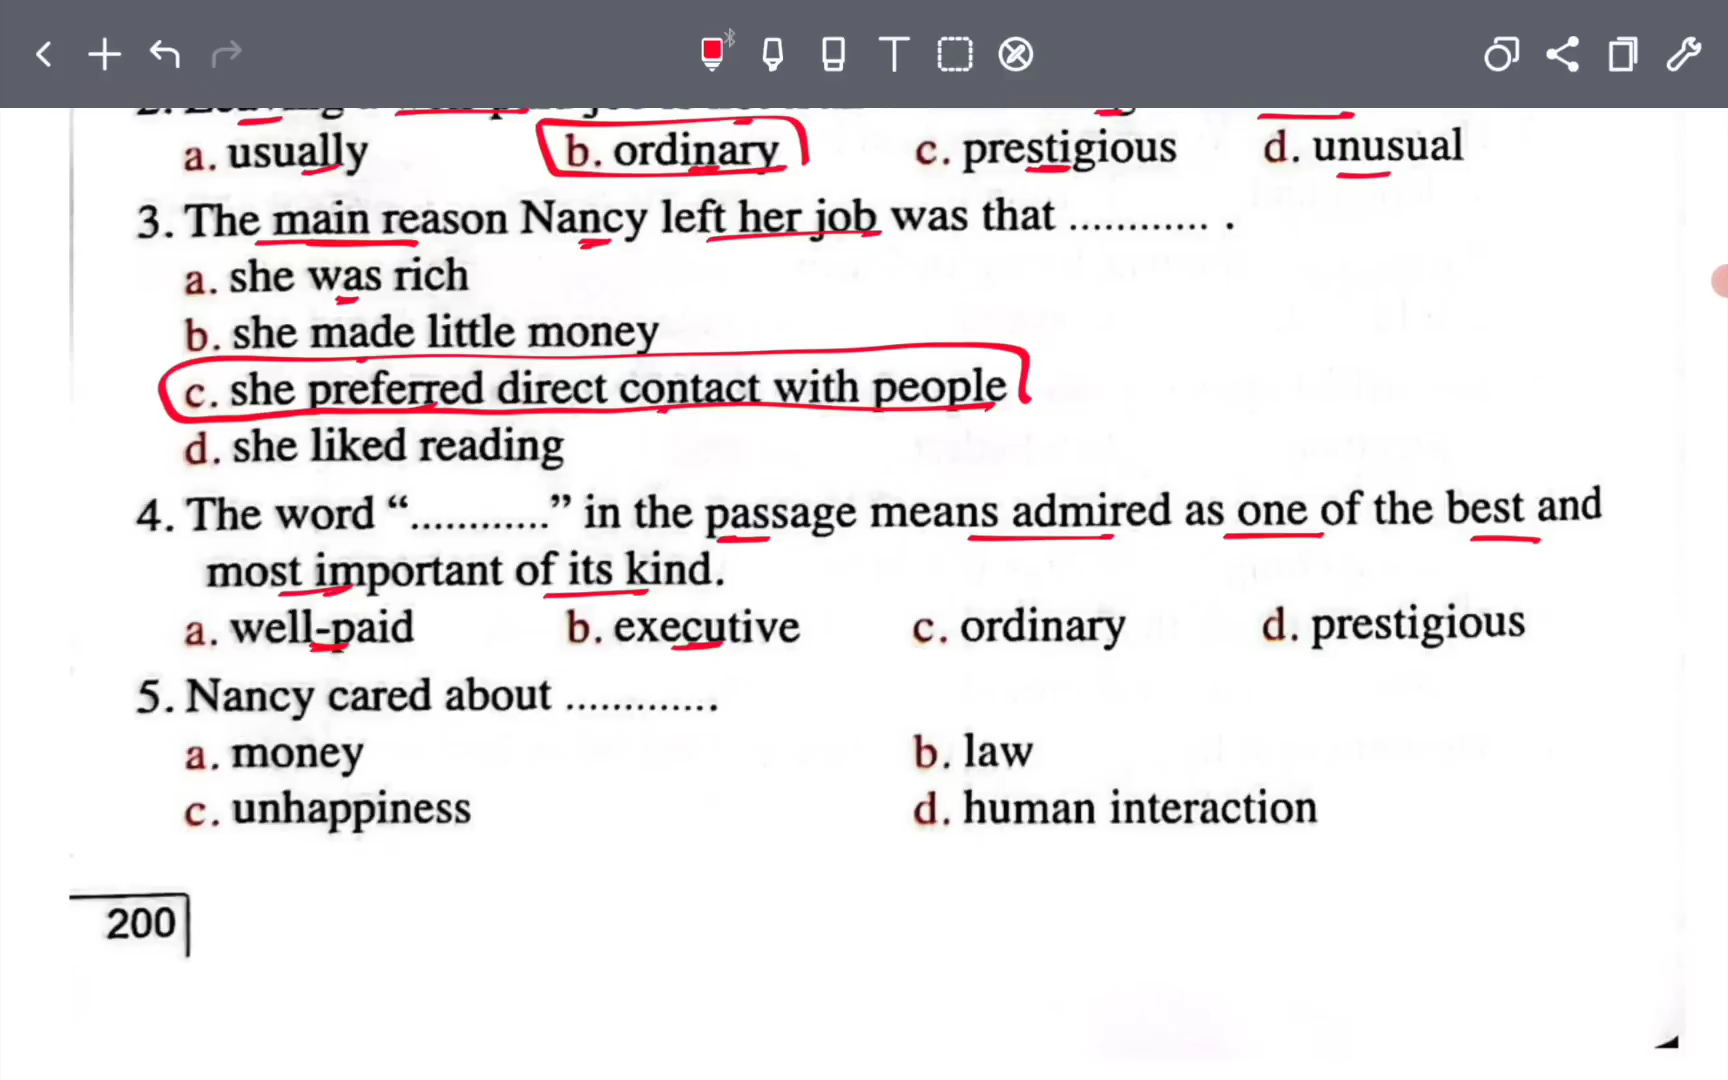 a. usually b. ordinary c. prestigious d. unusual
3. The main reason Nancy left her job was that ............ .
a. she was rich
b. she made little money
c. she preferred direct contact with people
d. she liked reading
4. The word “............” in the passage means admired as one of the best and
most important of its kind.
a. well-paid b. executive c. ordinary d. prestigious
5. Nancy cared about .............
a. money b. law
c. unhappiness d. human interaction
200